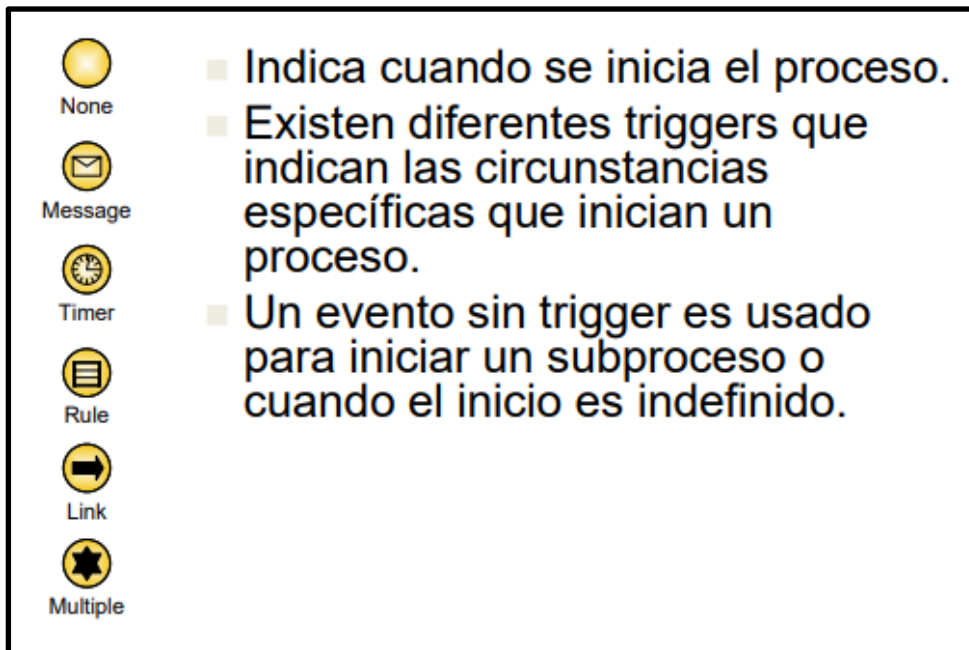 None
Message
Timer
Rule
Link
Multiple
Indica cuando se inicia el proceso.
Existen diferentes triggers que
indican las circunstancias
específicas que inician un
proceso.
Un evento sin trigger es usado
para iniciar un subproceso o
cuando el inicio es indefinido.